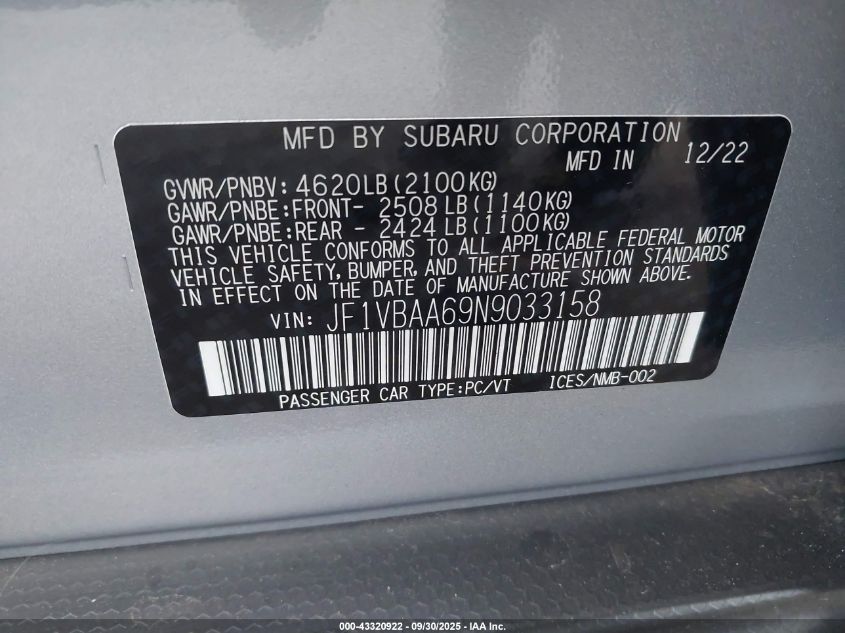 MFD BY SUBARU CORPORATION
MFD IN 12/22
GVWR/PNBV: 4620LB(2100KG)
GAWR/PNBE:FRONT- 2508LB(1140KG)
GAWR/PNBE:REAR - 2424LB(1100KG)
THIS VEHICLE CONFORMS TO ALL APPLICABLE FEDERAL MOTOR
VEHICLE SAFETY, BUMPER, AND THEFT PREVENTION STANDARDS
IN EFFECT ON THE DATE OF MANUFACTURE SHOWN ABOVE.
VIN: JF1VBAA69N9033158
PASSENGER CAR TYPE:PC/VT ICES/NMB-002
000-43320922 - 09/30/2025 - IAA Inc.